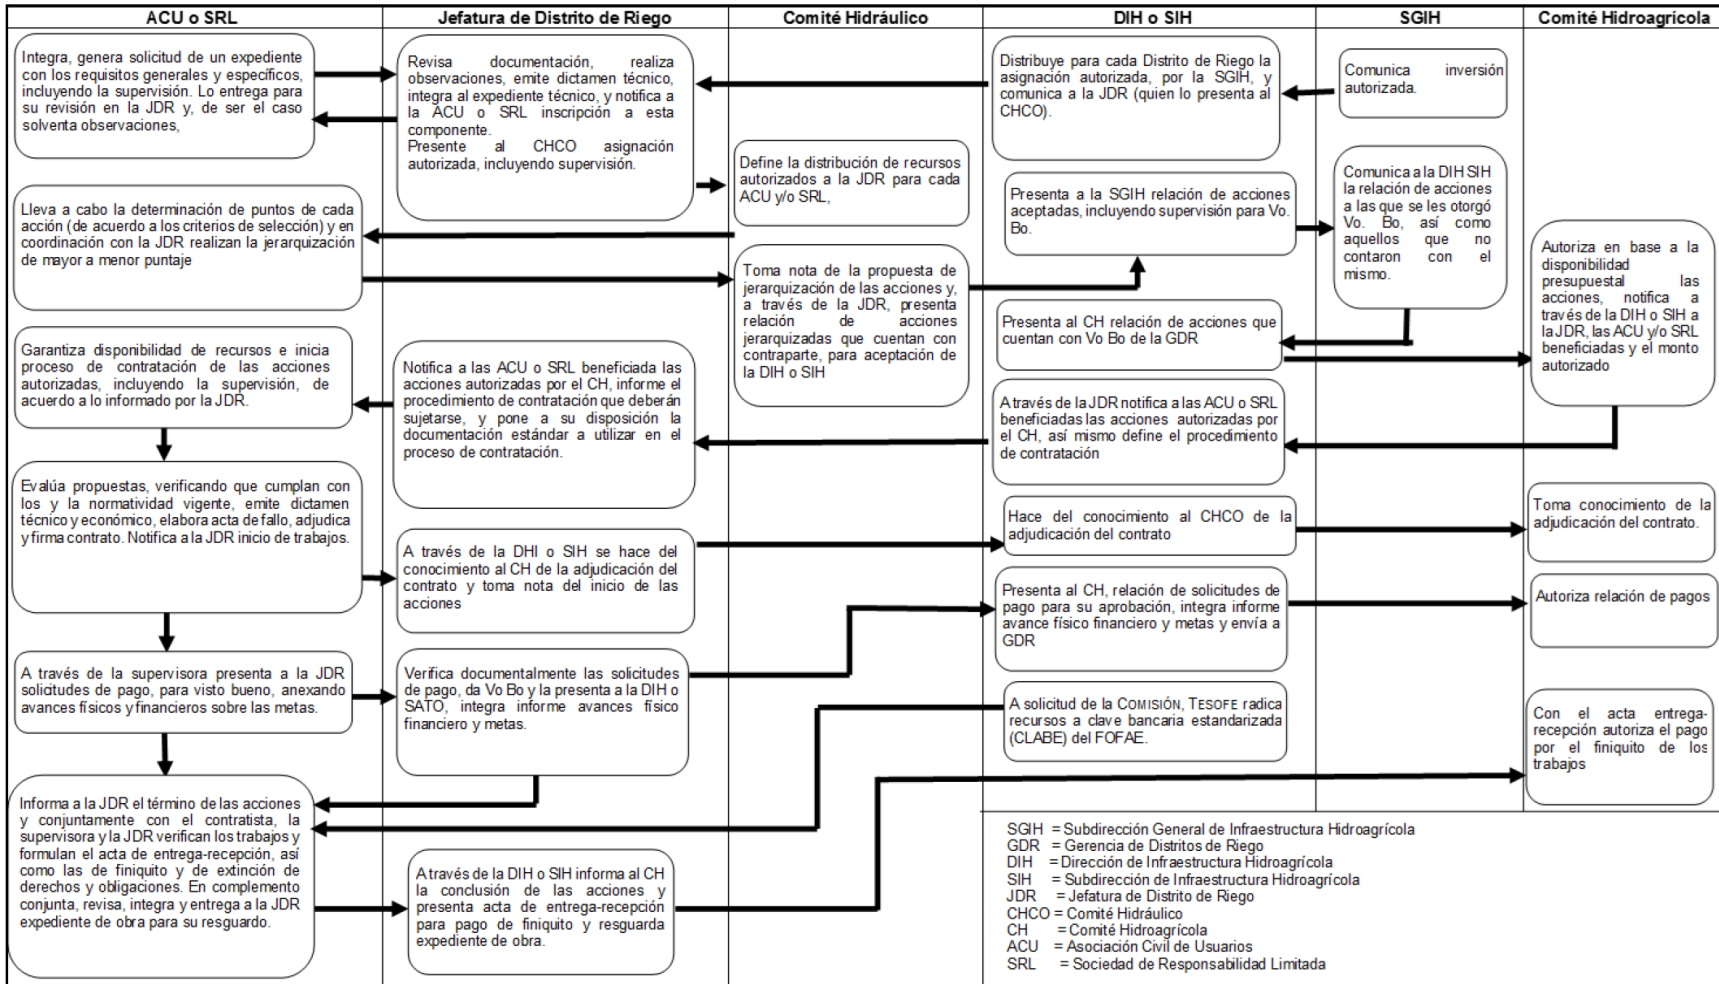 ACU o SRL
Jefatura de Distrito de Riego
Comité Hidráulico
DIH o SIH
SGIH
Comité Hidroagrícola
Integra, genera solicitud de un expediente
con los requisitos generales y específicos,
incluyendo la supervisión. Lo entrega para
su revisión en la JDR y, de ser el caso
solventa observaciones,
Revisa documentación, realiza
observaciones, emite dictamen técnico,
integra al expediente técnico, y notifica a
la ACU o SRL inscripción a esta
componente.
Presente al CHCO asignación
autorizada, incluyendo supervisión.
Distribuye para cada Distrito de Riego la
asignación autorizada, por la SGIH, y
comunica a la JDR (quien lo presenta al
CHCO).
Comunica inversión
autorizada.
Define la distribución de recursos
autorizados a la JDR para cada
ACU y/o SRL,
Presenta a la SGIH relación de acciones
aceptadas, incluyendo supervisión para Vo.
Bo.
Comunica a la DIH SIH
la relación de acciones
a las que se les otorgó
Vo. Bo, así como
aquellos que no
contaron con el
mismo.
Lleva a cabo la determinación de puntos de cada
acción (de acuerdo a los criterios de selección) y en
coordinación con la JDR realizan la jerarquización
de mayor a menor puntaje
Toma nota de la propuesta de
jerarquización de las acciones y,
a través de la JDR, presenta
relación de acciones
jerarquizadas que cuentan con
contraparte, para aceptación de
la DIH o SIH
Autoriza en base a la
disponibilidad
presupuestal las
acciones, notifica a
través de la DIH o SIH a
la JDR, las ACU y/o SRL
beneficiadas y el monto
autorizado
Presenta al CH relación de acciones que
cuentan con Vo Bo de la GDR
Garantiza disponibilidad de recursos e inicia
proceso de contratación de las acciones
autorizadas, incluyendo la supervisión, de
acuerdo a lo informado por la JDR.
Notifica a las ACU o SRL beneficiada las
acciones autorizadas por el CH, informe el
procedimiento de contratación que deberán
sujetarse, y pone a su disposición la
documentación estándar a utilizar en el
proceso de contratación.
A través de la JDR notifica a las ACU o SRL
beneficiadas las acciones autorizadas por
el CH, así mismo define el procedimiento
de contratación
Evalúa propuestas, verificando que cumplan con
los y la normatividad vigente, emite dictamen
técnico y económico, elabora acta de fallo, adjudica
y firma contrato. Notifica a la JDR inicio de trabajos.
A través de la DHI o SIH se hace del
conocimiento al CH de la adjudicación del
contrato y toma nota del inicio de las
acciones
Hace del conocimiento al CHCO de la
adjudicación del contrato
Toma conocimiento de la
adjudicación del contrato.
Presenta al CH, relación de solicitudes de
pago para su aprobación, integra informe
avance físico financiero y metas y envía a
GDR
Autoriza relación de pagos
A través de la supervisora presenta a la JDR
solicitudes de pago, para visto bueno, anexando
avances físicos y financieros sobre las metas.
Verifica documentalmente las solicitudes
de pago, da Vo Bo y la presenta a la DIH o
SATO, integra informe avances físico
financiero y metas.
A solicitud de la COMISIÓN, TESOFE radica
recursos a clave bancaria estandarizada
(CLABE) del FOFAE.
Con el acta entrega-
recepción autoriza el pago
por el finiquito de los
trabajos
Informa a la JDR el término de las acciones
y conjuntamente con el contratista, la
supervisora y la JDR verifican los trabajos y
formulan el acta de entrega-recepción, así
como las de finiquito y de extinción de
derechos y obligaciones. En complemento
conjunta, revisa, integra y entrega a la JDR
expediente de obra para su resguardo.
A través de la DIH o SIH informa al CH
la conclusión de las acciones y
presenta acta de entrega-recepción
para pago de finiquito y resguarda
expediente de obra.
SGIH = Subdirección General de Infraestructura Hidroagrícola
GDR = Gerencia de Distritos de Riego
DIH = Dirección de Infraestructura Hidroagrícola
SIH = Subdirección de Infraestructura Hidroagrícola
JDR = Jefatura de Distrito de Riego
CHCO = Comité Hidráulico
CH = Comité Hidroagrícola
ACU = Asociación Civil de Usuarios
SRL = Sociedad de Responsabilidad Limitada